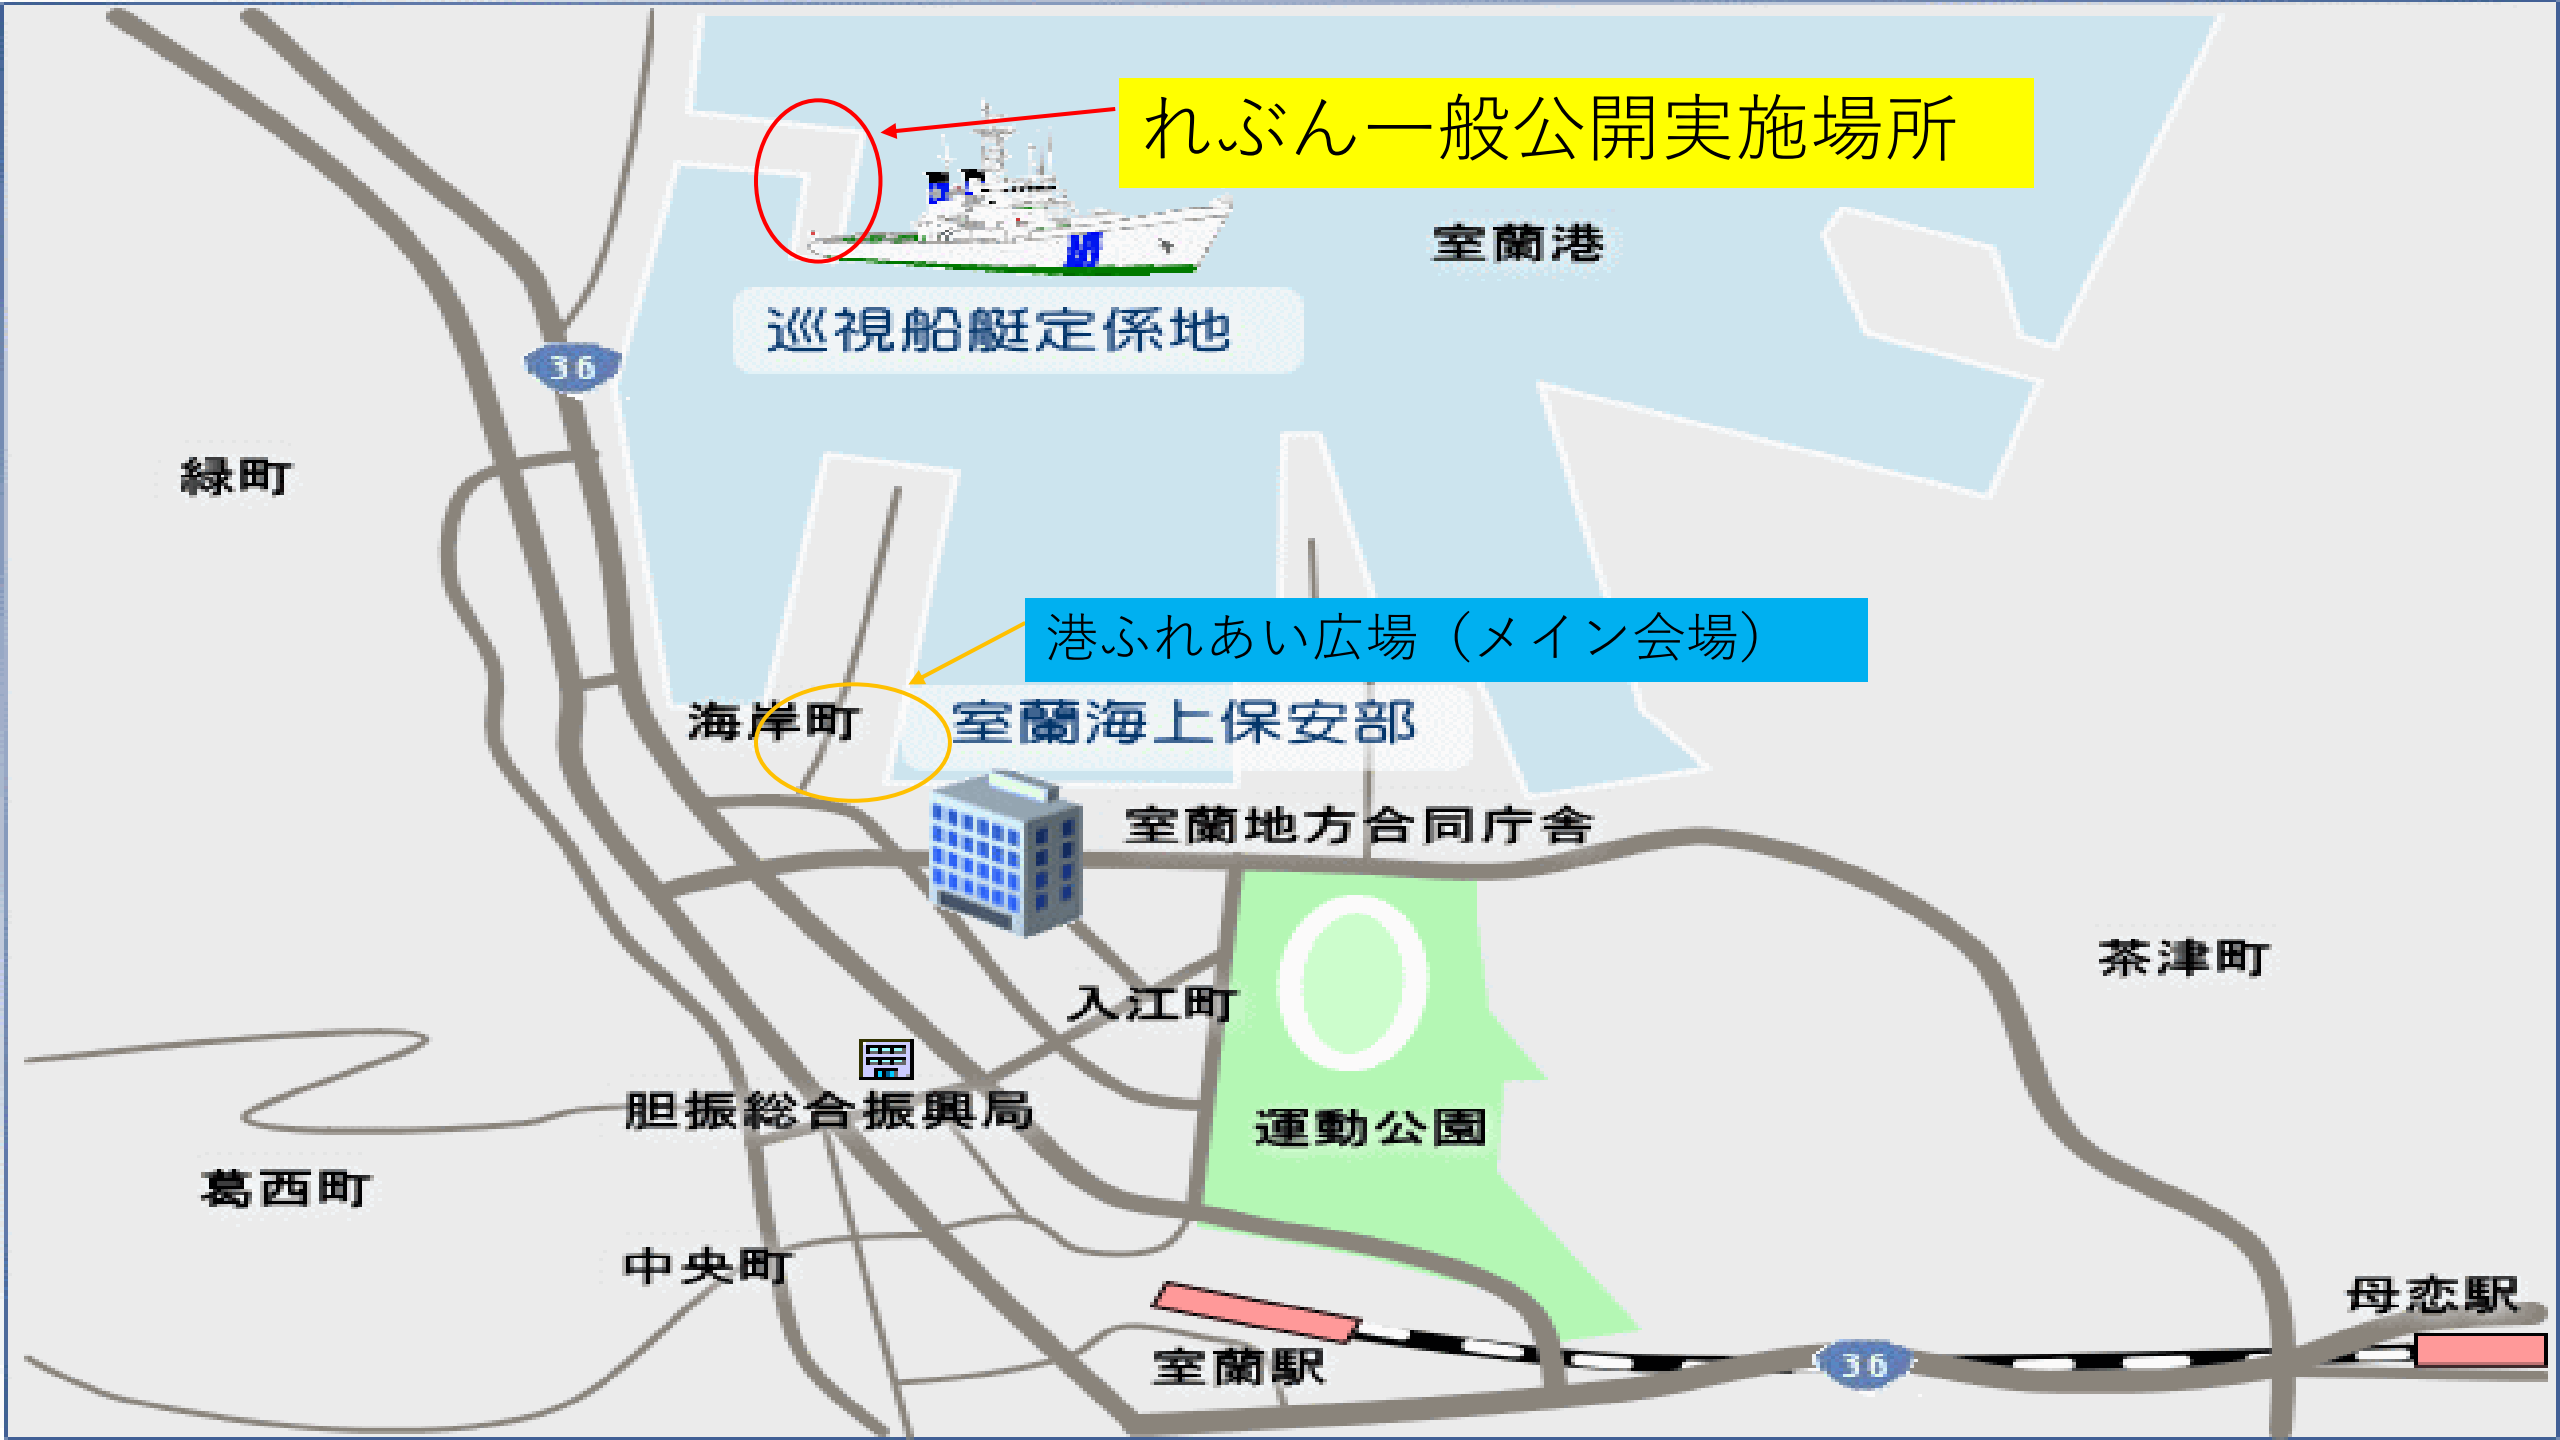 れぶん一般公開実施場所
室蘭港
巡視船艇定係地
36
緑町
港ふれあい広場（メイン会場）
海岸町
室蘭海上保安部
室蘭地方合同庁舎
茶津町
入江町
胆振総合振興局
運動公園
葛西町
中央町
母恋駅
室蘭駅
36